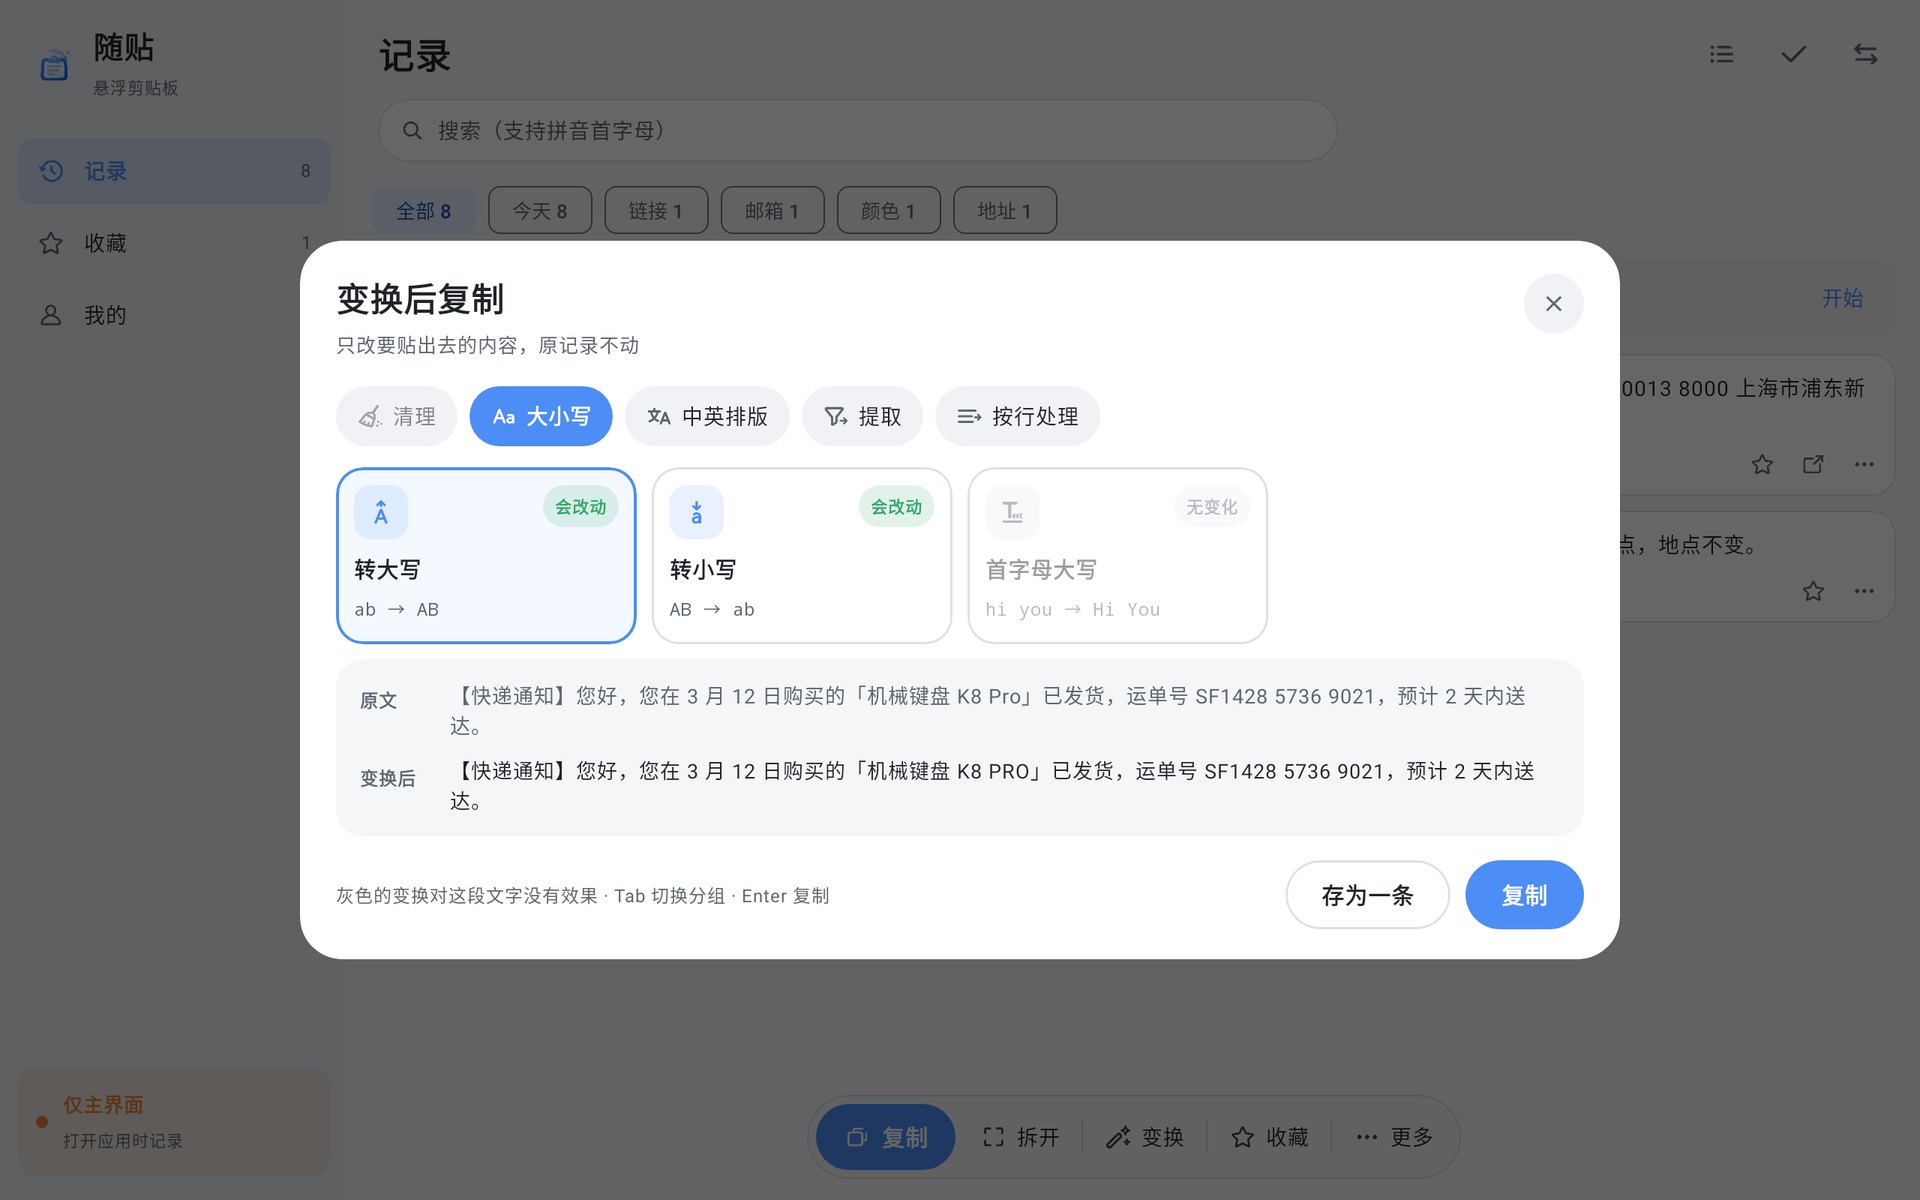 随贴
悬浮剪贴板
记录 8
收藏 1
我的
仅主界面
打开应用时记录
记录
搜索（支持拼音首字母）
全部 8 今天 8 链接 1 邮箱 1 颜色 1 地址 1
开始
0013 8000 上海市浦东新
点，地点不变。
变换后复制
只改要贴出去的内容，原记录不动
清理 Aa 大小写 中英排版 提取 按行处理
会改动
转大写
ab → AB
会改动
转小写
AB → ab
无变化
首字母大写
hi you → Hi You
原文 【快递通知】您好，您在 3 月 12 日购买的「机械键盘 K8 Pro」已发货，运单号 SF1428 5736 9021，预计 2 天内送
达。
变换后 【快递通知】您好，您在 3 月 12 日购买的「机械键盘 K8 PRO」已发货，运单号 SF1428 5736 9021，预计 2 天内送
达。
灰色的变换对这段文字没有效果 · Tab 切换分组 · Enter 复制
存为一条 复制
复制 拆开 变换 收藏 更多